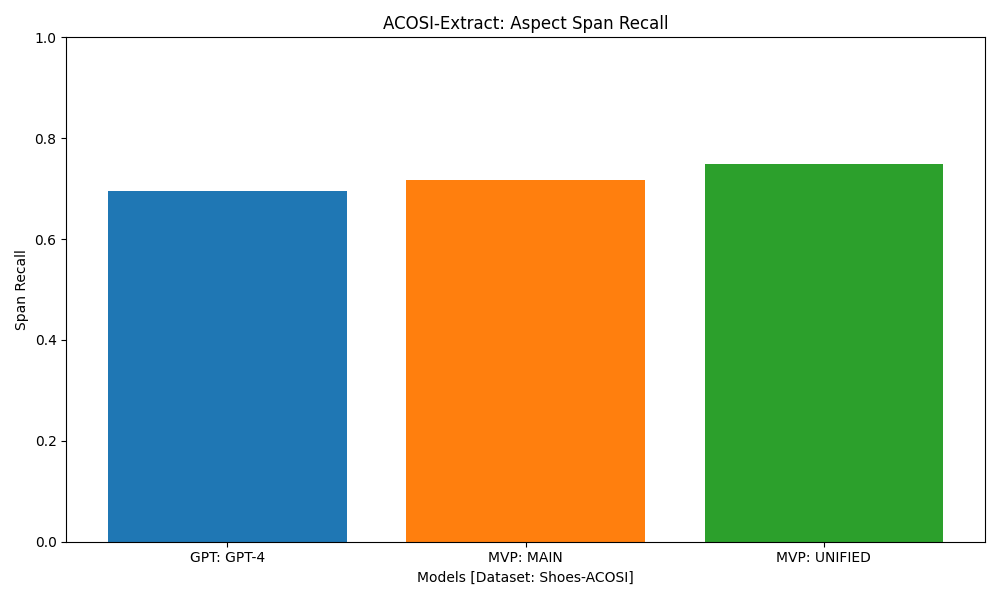 ACOSI-Extract: Aspect Span Recall
1.0
0.8
0.6
0.4
0.2
0.0
Span Recall
GPT: GPT-4
MVP: MAIN
MVP: UNIFIED
Models [Dataset: Shoes-ACOSI]